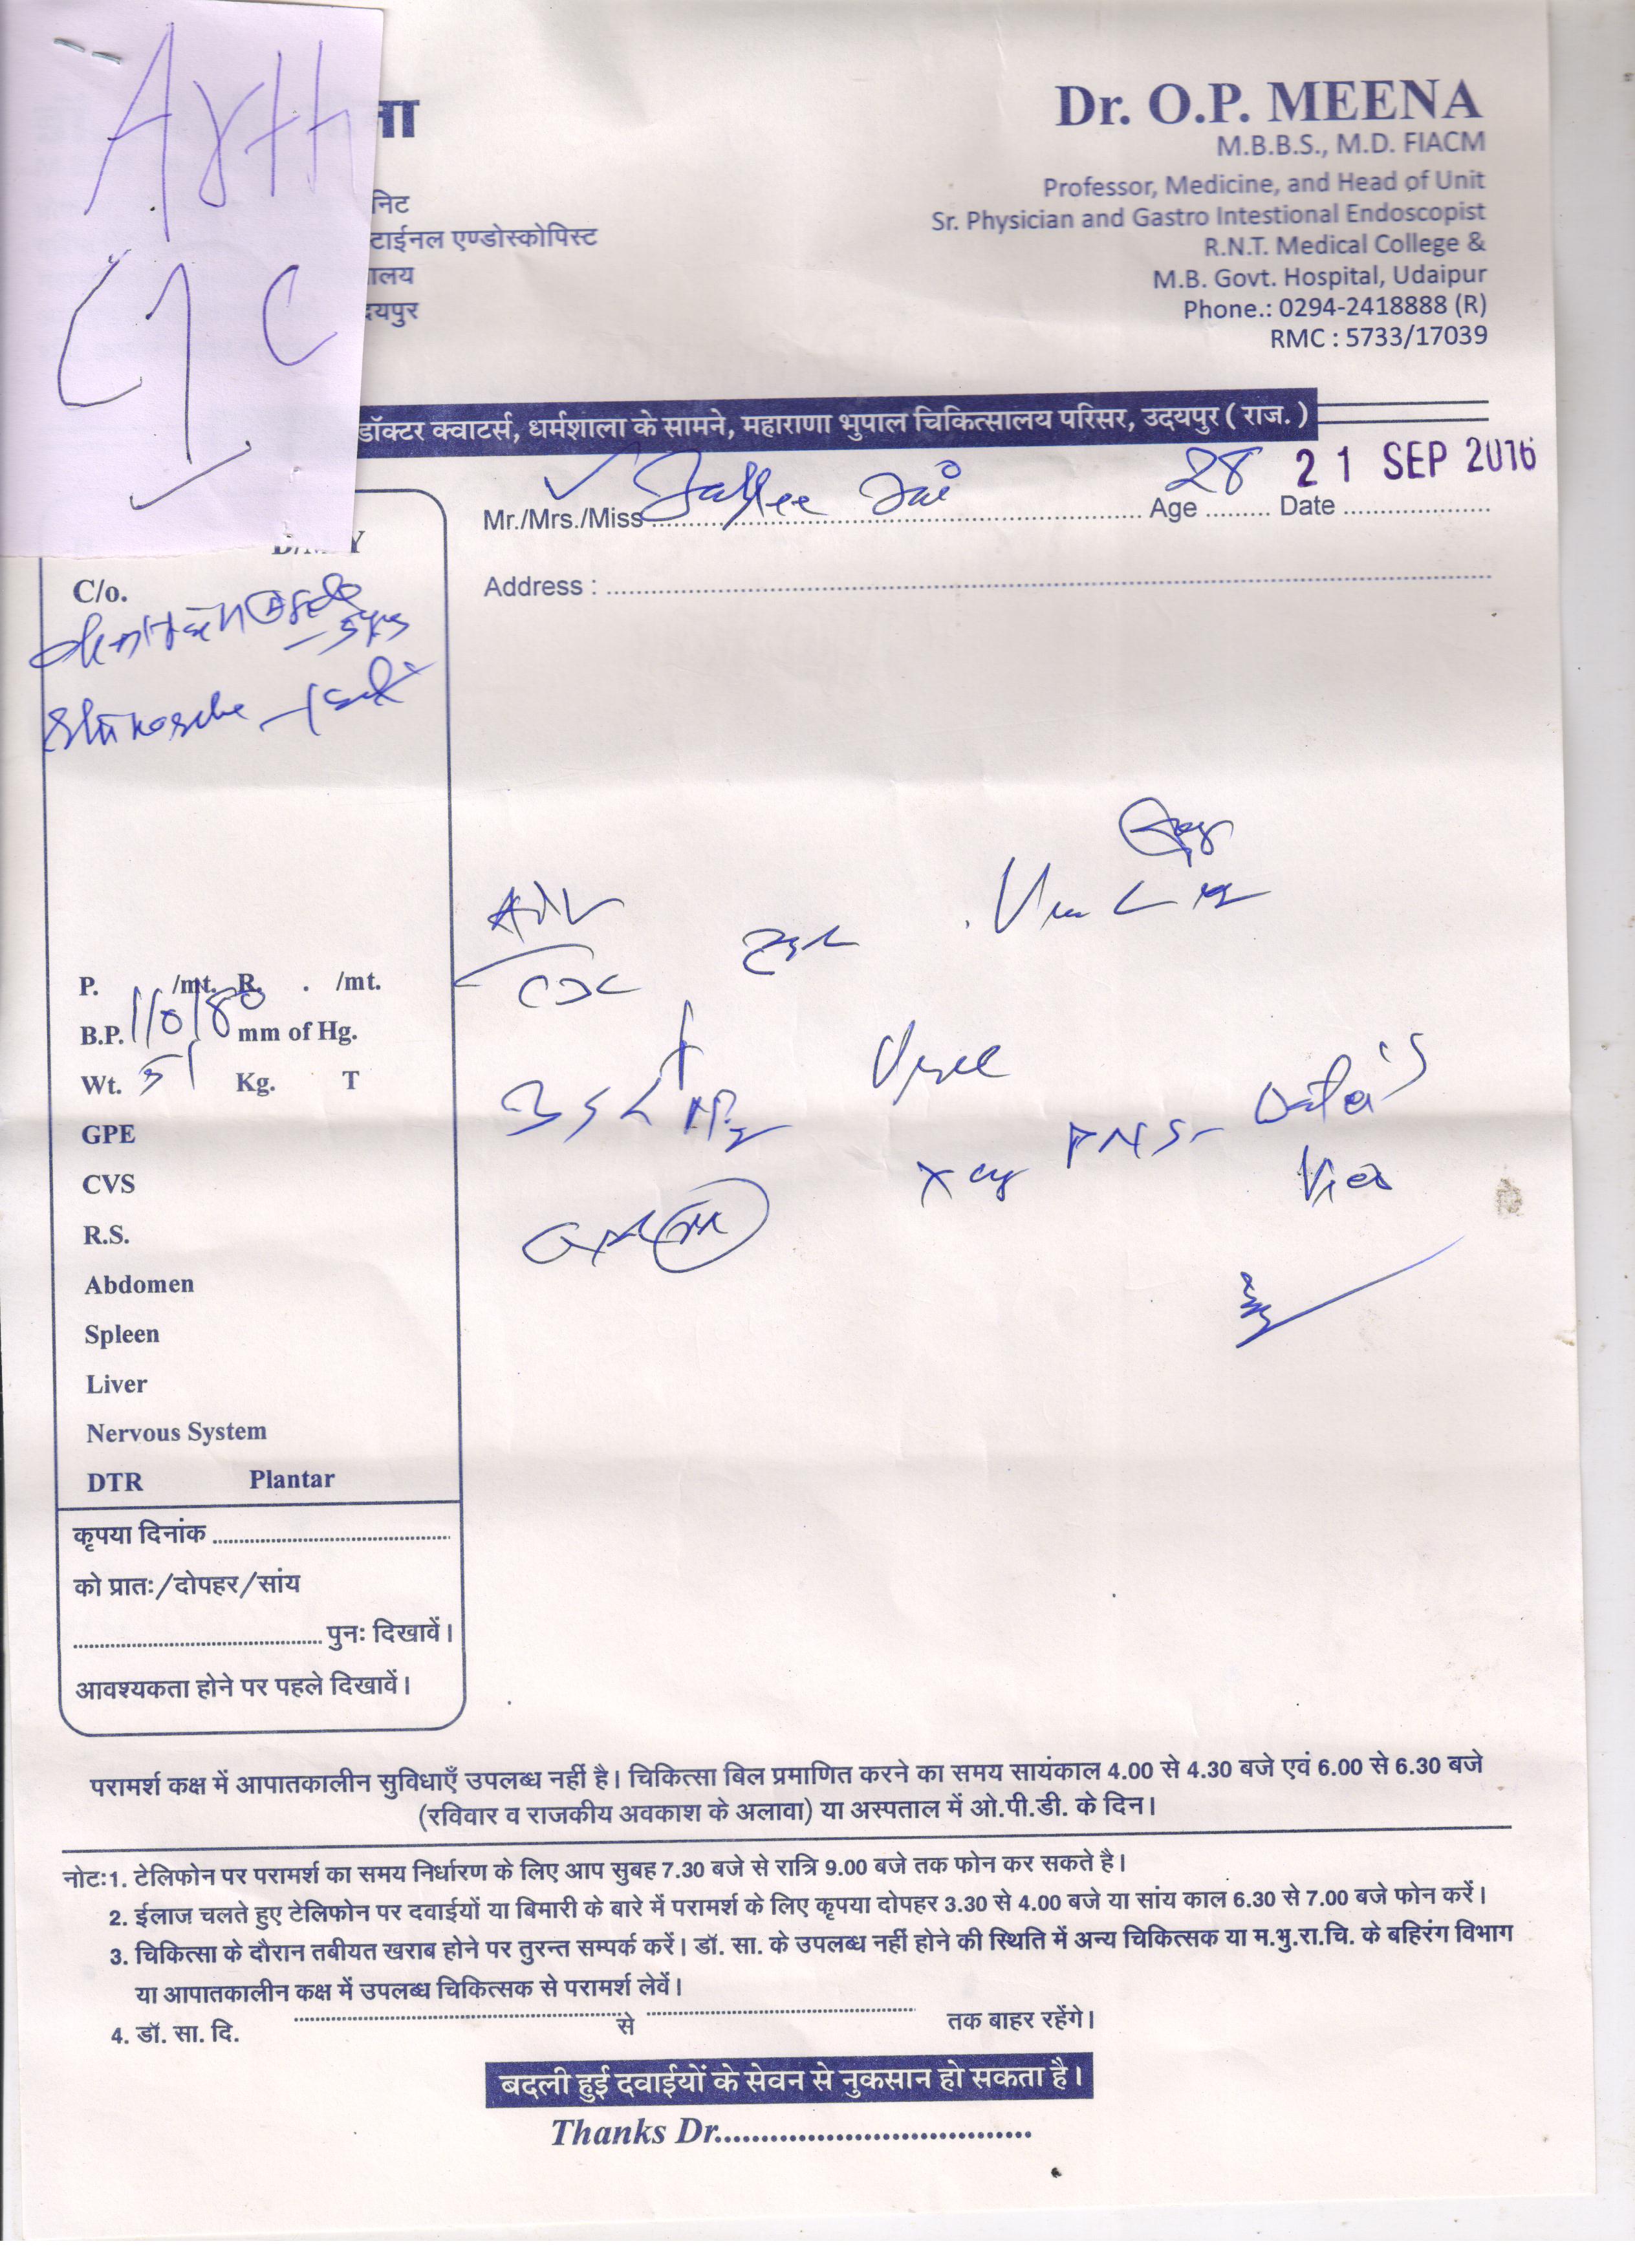 Arth
ना
Dr. O.P. MEENA
M.B.B.S., M.D. FIACM
निट
Professor, Medicine, and Head of Unit
टाईनल एण्डोस्कोपिस्ट
Sr. Physician and Gastro Intestional Endoscopist
ालय
R.N.T. Medical College &
दयपुर
M.B. Govt. Hospital, Udaipur
Phone.: 0294-2418888 (R)
RMC : 5733/17039
डॉक्टर क्वाटर्स, धर्मशाला के सामने, महाराणा भुपाल चिकित्सालय परिसर, उदयपुर ( राज. )
Mr./Mrs./Miss Age 28 Date 21 SEP 2016
C/o.
Address :
P. /mt. R. /mt.
B.P. 110/80 mm of Hg.
Wt. 51 Kg. T
X ray PNS- Water's
View
GPE
CVS
R.S.
Abdomen
Spleen
Liver
Nervous System
DTR Plantar
कृपया दिनांक
को प्रातः/दोपहर/सांय
पुनः दिखावें।
आवश्यकता होने पर पहले दिखावें।
परामर्श कक्ष में आपातकालीन सुविधाएँ उपलब्ध नहीं है। चिकित्सा बिल प्रमाणित करने का समय सायंकाल 4.00 से 4.30 बजे एवं 6.00 से 6.30 बजे
(रविवार व राजकीय अवकाश के अलावा) या अस्पताल में ओ.पी.डी. के दिन।
नोटः1. टेलिफोन पर परामर्श का समय निर्धारण के लिए आप सुबह 7.30 बजे से रात्रि 9.00 बजे तक फोन कर सकते है।
2. ईलाज चलते हुए टेलिफोन पर दवाईयों या बिमारी के बारे में परामर्श के लिए कृपया दोपहर 3.30 से 4.00 बजे या सांय काल 6.30 से 7.00 बजे फोन करें।
3. चिकित्सा के दौरान तबीयत खराब होने पर तुरन्त सम्पर्क करें। डॉ. सा. के उपलब्ध नहीं होने की स्थिति में अन्य चिकित्सक या म.भु.रा.चि. के बहिरंग विभाग
या आपातकालीन कक्ष में उपलब्ध चिकित्सक से परामर्श लेवें।
4. डॉ. सा. दि. से तक बाहर रहेंगे।
बदली हुई दवाईयों के सेवन से नुकसान हो सकता है।
Thanks Dr.